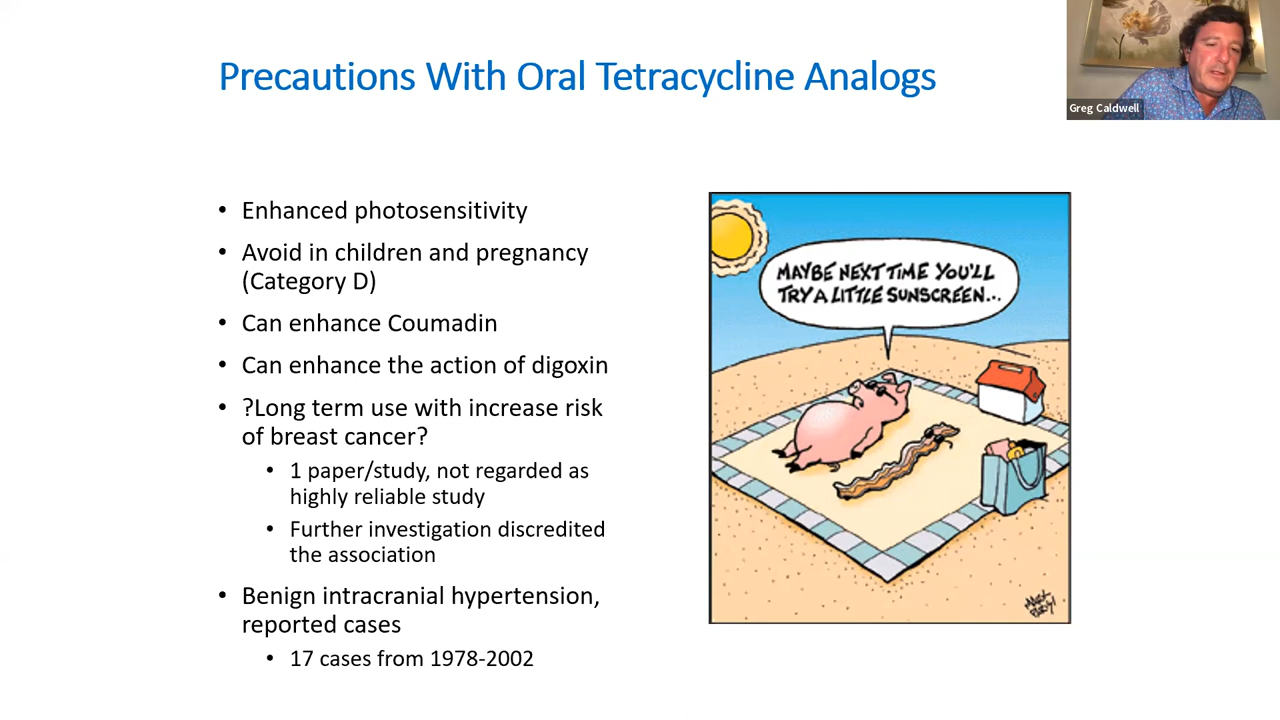 Precautions With Oral Tetracycline Analogs
Greg Caldwell
• Enhanced photosensitivity
• Avoid in children and pregnancy
(Category D)
• Can enhance Coumadin
• Can enhance the action of digoxin
• ?Long term use with increase risk
of breast cancer?
• 1 paper/study, not regarded as
highly reliable study
• Further investigation discredited
the association
• Benign intracranial hypertension,
reported cases
• 17 cases from 1978-2002
MAYBE NEXT TIME YOU'LL
TRY A LITTLE SUNSCREEN...